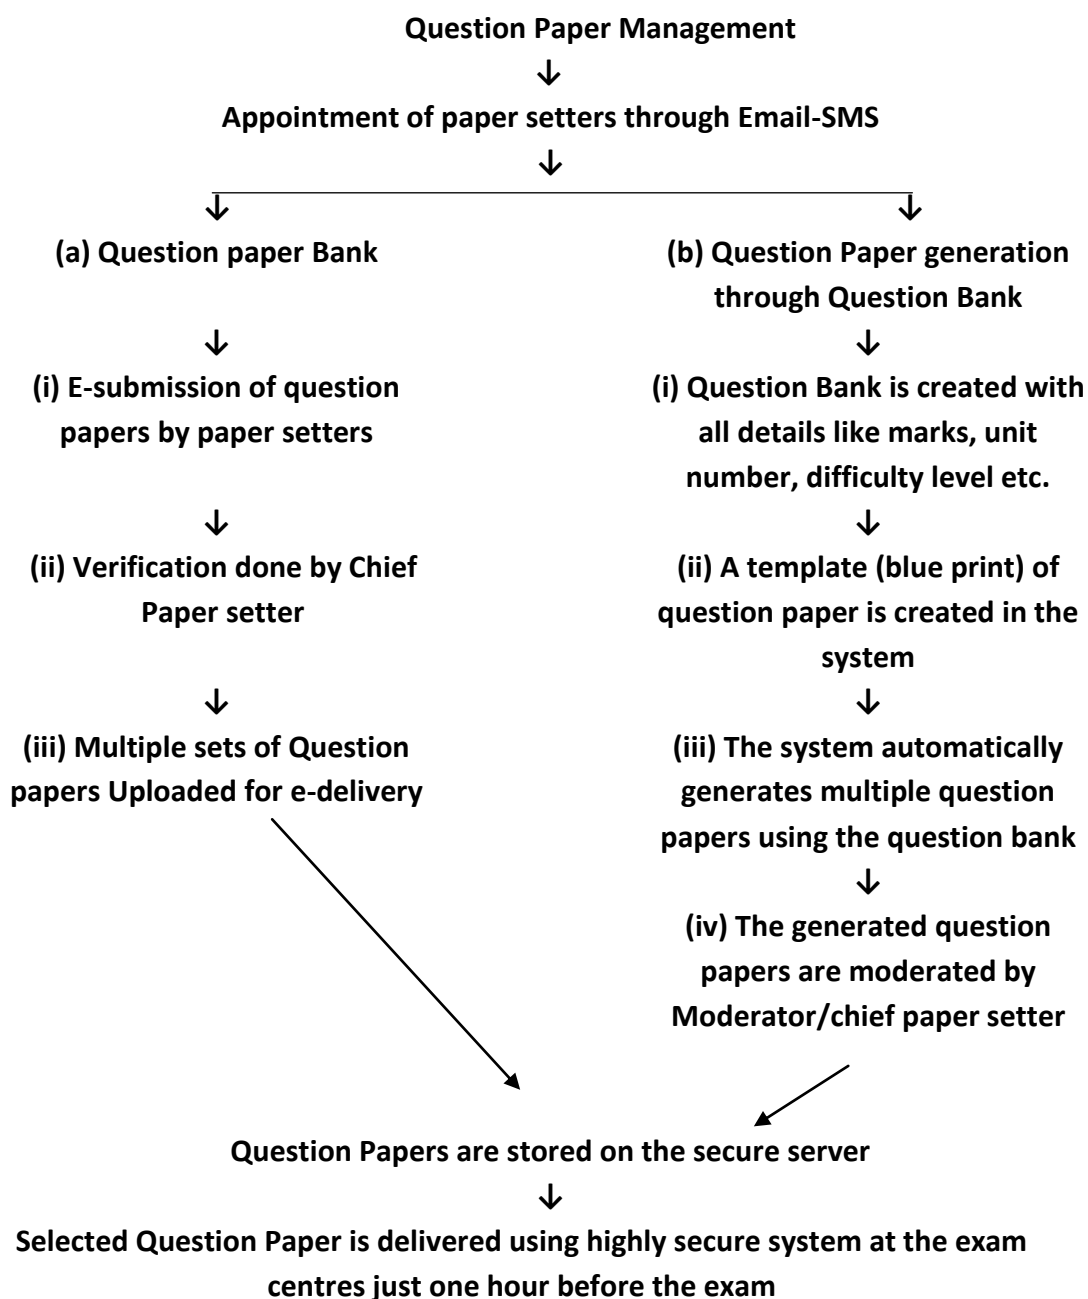 Question Paper Management
↓
Appointment of paper setters through Email-SMS
↓
↓
(a) Question paper Bank
↓
(i) E-submission of question
papers by paper setters
↓
(ii) Verification done by Chief
Paper setter
↓
(iii) Multiple sets of Question
papers Uploaded for e-delivery
↓
(b) Question Paper generation
through Question Bank
↓
(i) Question Bank is created with
all details like marks, unit
number, difficulty level etc.
↓
(ii) A template (blue print) of
question paper is created in the
system
↓
(iii) The system automatically
generates multiple question
papers using the question bank
↓
(iv) The generated question
papers are moderated by
Moderator/chief paper setter
Question Papers are stored on the secure server
↓
Selected Question Paper is delivered using highly secure system at the exam
centres just one hour before the exam